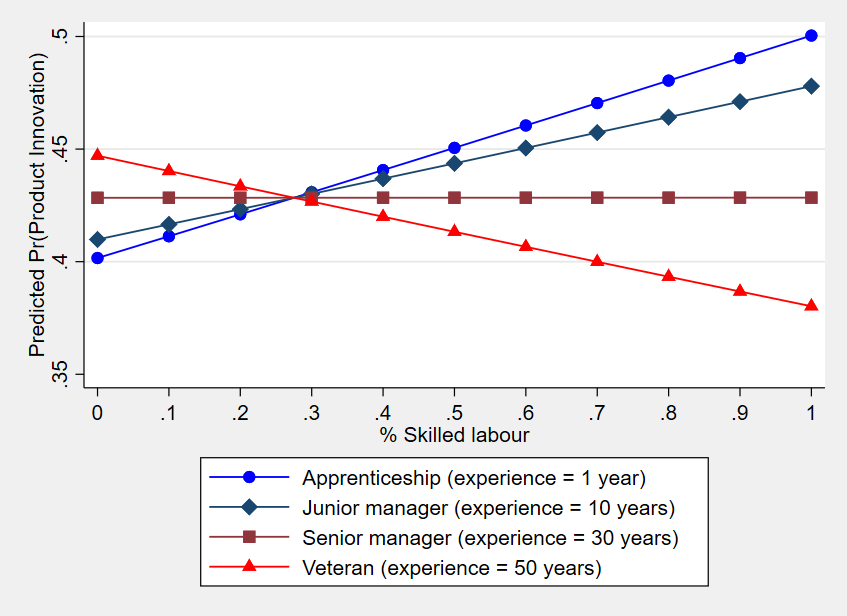 Predicted Pr(Product Innovation)
.5
.45
.4
.35
0 .1 .2 .3 .4 .5 .6 .7 .8 .9 1
% Skilled labour
Apprenticeship (experience = 1 year)
Junior manager (experience = 10 years)
Senior manager (experience = 30 years)
Veteran (experience = 50 years)